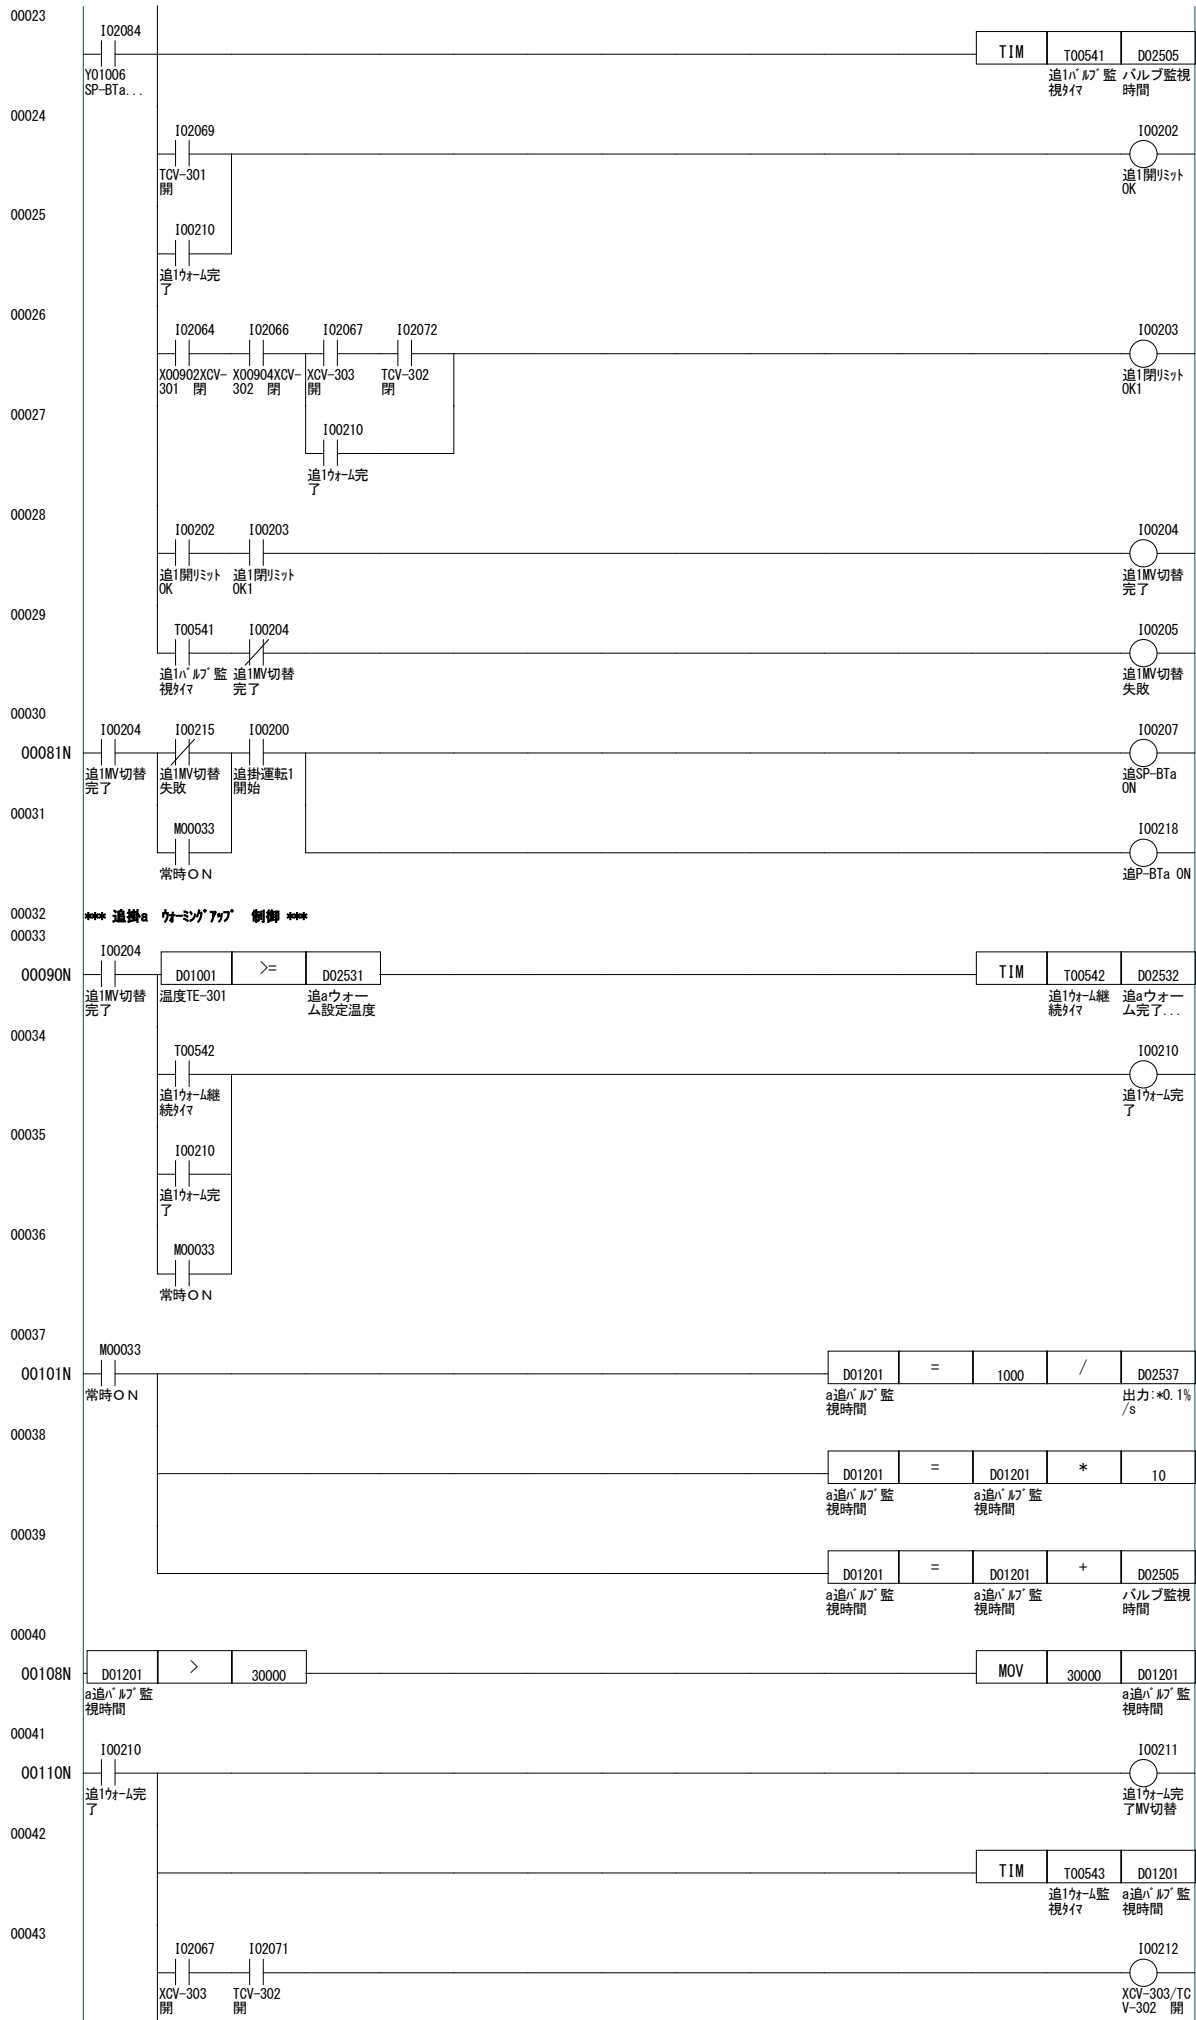 00023
I02084
TIM T00541 D02505
Y01006
SP-BTa...
追1ﾊﾞﾙﾌﾞ監
視ﾀｲﾏ
バルブ監視
時間
00024
I02069 I00202
TCV-301
開
追1開ﾘﾐｯﾄ
OK
00025
I00210
追1ｳｫｰﾑ完
了
00026
I02064 I02066 I02067 I02072 I00203
X00902XCV-
301 閉
X00904XCV-
302 閉
XCV-303
開
TCV-302
閉
追1閉ﾘﾐｯﾄ
OK1
00027
I00210
追1ｳｫｰﾑ完
了
00028
I00202 I00203 I00204
追1開ﾘﾐｯﾄ
OK
追1閉ﾘﾐｯﾄ
OK1
追1MV切替
完了
00029
T00541 I00204 I00205
追1ﾊﾞﾙﾌﾞ監
視ﾀｲﾏ
追1MV切替
完了
追1MV切替
失敗
00030
I00204 I00215 I00200 I00207
00081N
追1MV切替
完了
追1MV切替
失敗
追掛運転1
開始
追SP-BTa
ON
00031
M00033 I00218
常時ＯＮ
追P-BTa ON
00032 *** 追掛a ｳｫｰﾐﾝｸﾞｱｯﾌﾟ 制御 ***
00033
I00204
00090N D01001 >= D02531 TIM T00542 D02532
追1MV切替
完了
温度TE-301
追aウォー
ム設定温度
追1ｳｫｰﾑ継
続ﾀｲﾏ
追aウォー
ム完了...
00034
T00542 I00210
追1ｳｫｰﾑ継
続ﾀｲﾏ
追1ｳｫｰﾑ完
了
00035
I00210
追1ｳｫｰﾑ完
了
00036
M00033
常時ＯＮ
00037
M00033
00101N D01201 = 1000 / D02537
常時ＯＮ
a追ﾊﾞﾙﾌﾞ監
視時間
出力:*0.1%
/s
00038
D01201 = D01201 * 10
a追ﾊﾞﾙﾌﾞ監
視時間
a追ﾊﾞﾙﾌﾞ監
視時間
00039
D01201 = D01201 + D02505
a追ﾊﾞﾙﾌﾞ監
視時間
a追ﾊﾞﾙﾌﾞ監
視時間
バルブ監視
時間
00040
00108N D01201 > 30000 MOV 30000 D01201
a追ﾊﾞﾙﾌﾞ監
視時間
a追ﾊﾞﾙﾌﾞ監
視時間
00041
I00210 I00211
00110N
追1ｳｫｰﾑ完
了
追1ｳｫｰﾑ完
了MV切替
00042
TIM T00543 D01201
追1ｳｫｰﾑ監
視ﾀｲﾏ
a追ﾊﾞﾙﾌﾞ監
視時間
00043
I02067 I02071 I00212
XCV-303
開
TCV-302
開
XCV-303/TC
V-302 開